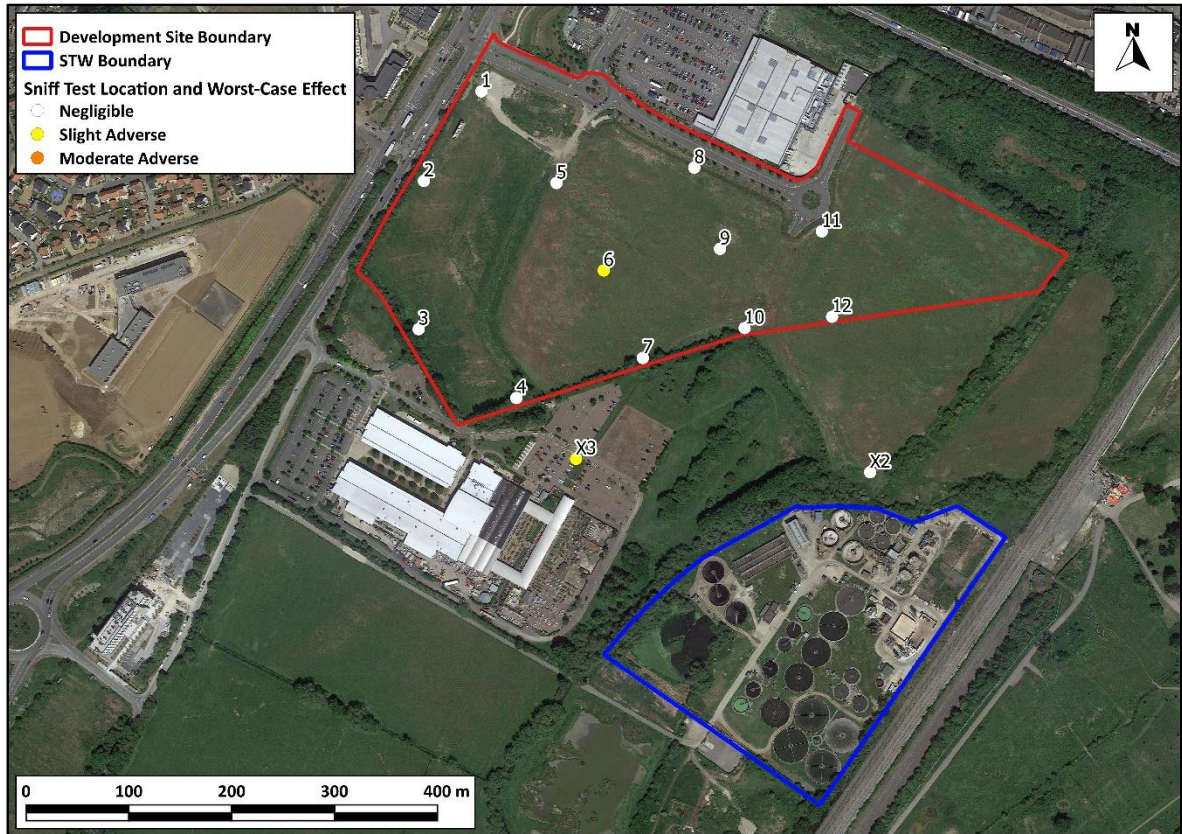 Development Site Boundary
STW Boundary
Sniff Test Location and Worst-Case Effect
Negligible
Slight Adverse
Moderate Adverse
N
1
2
8
5
11
9
6
12
10
3
7
4
X3
X2
0 100 200 300 400 m